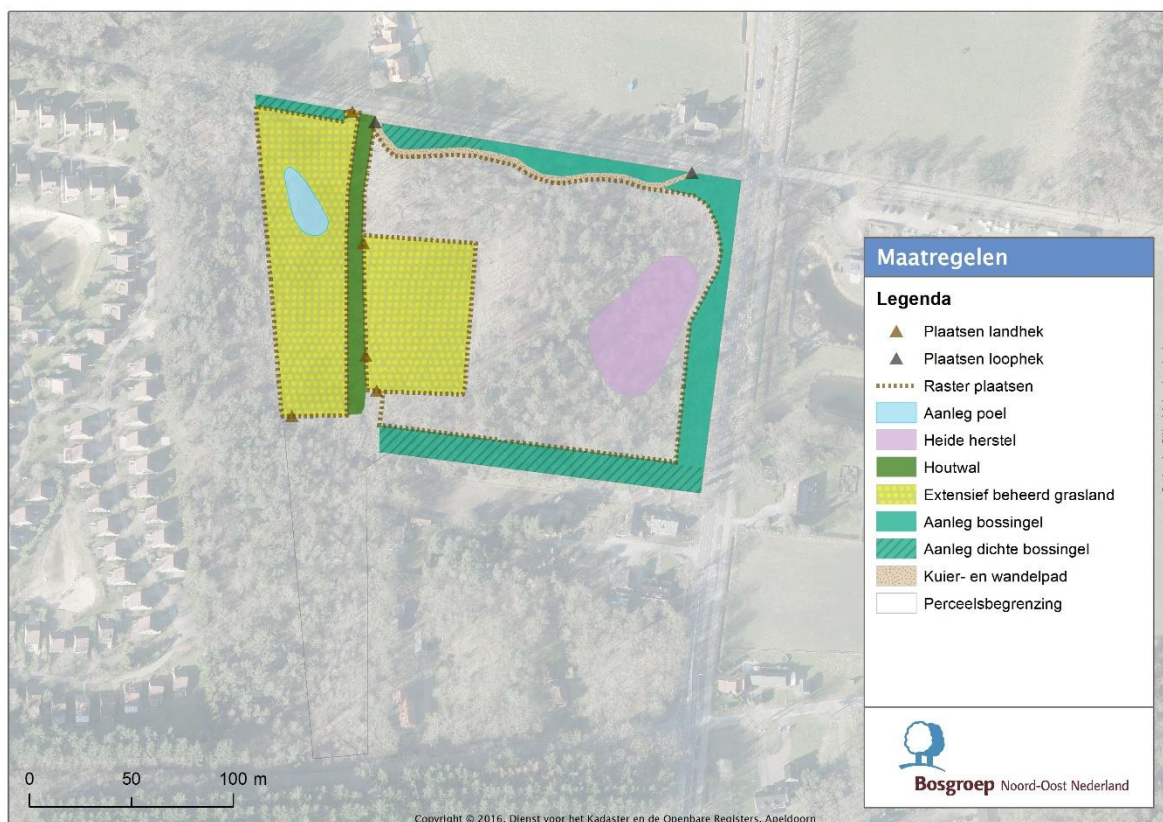 Maatregelen
Legenda
Plaatsen landhek
Plaatsen loophek
Raster plaatsen
Aanleg poel
Heide herstel
Houtwal
Extensief beheerd grasland
Aanleg bossingel
Aanleg dichte bossingel
Kuier- en wandelpad
Perceelsbegrenzing
0 50 100 m
Bosgroep Noord-Oost Nederland
Copyright © 2016, Dienst voor het Kadaster en de Openbare Registers, Apeldoorn